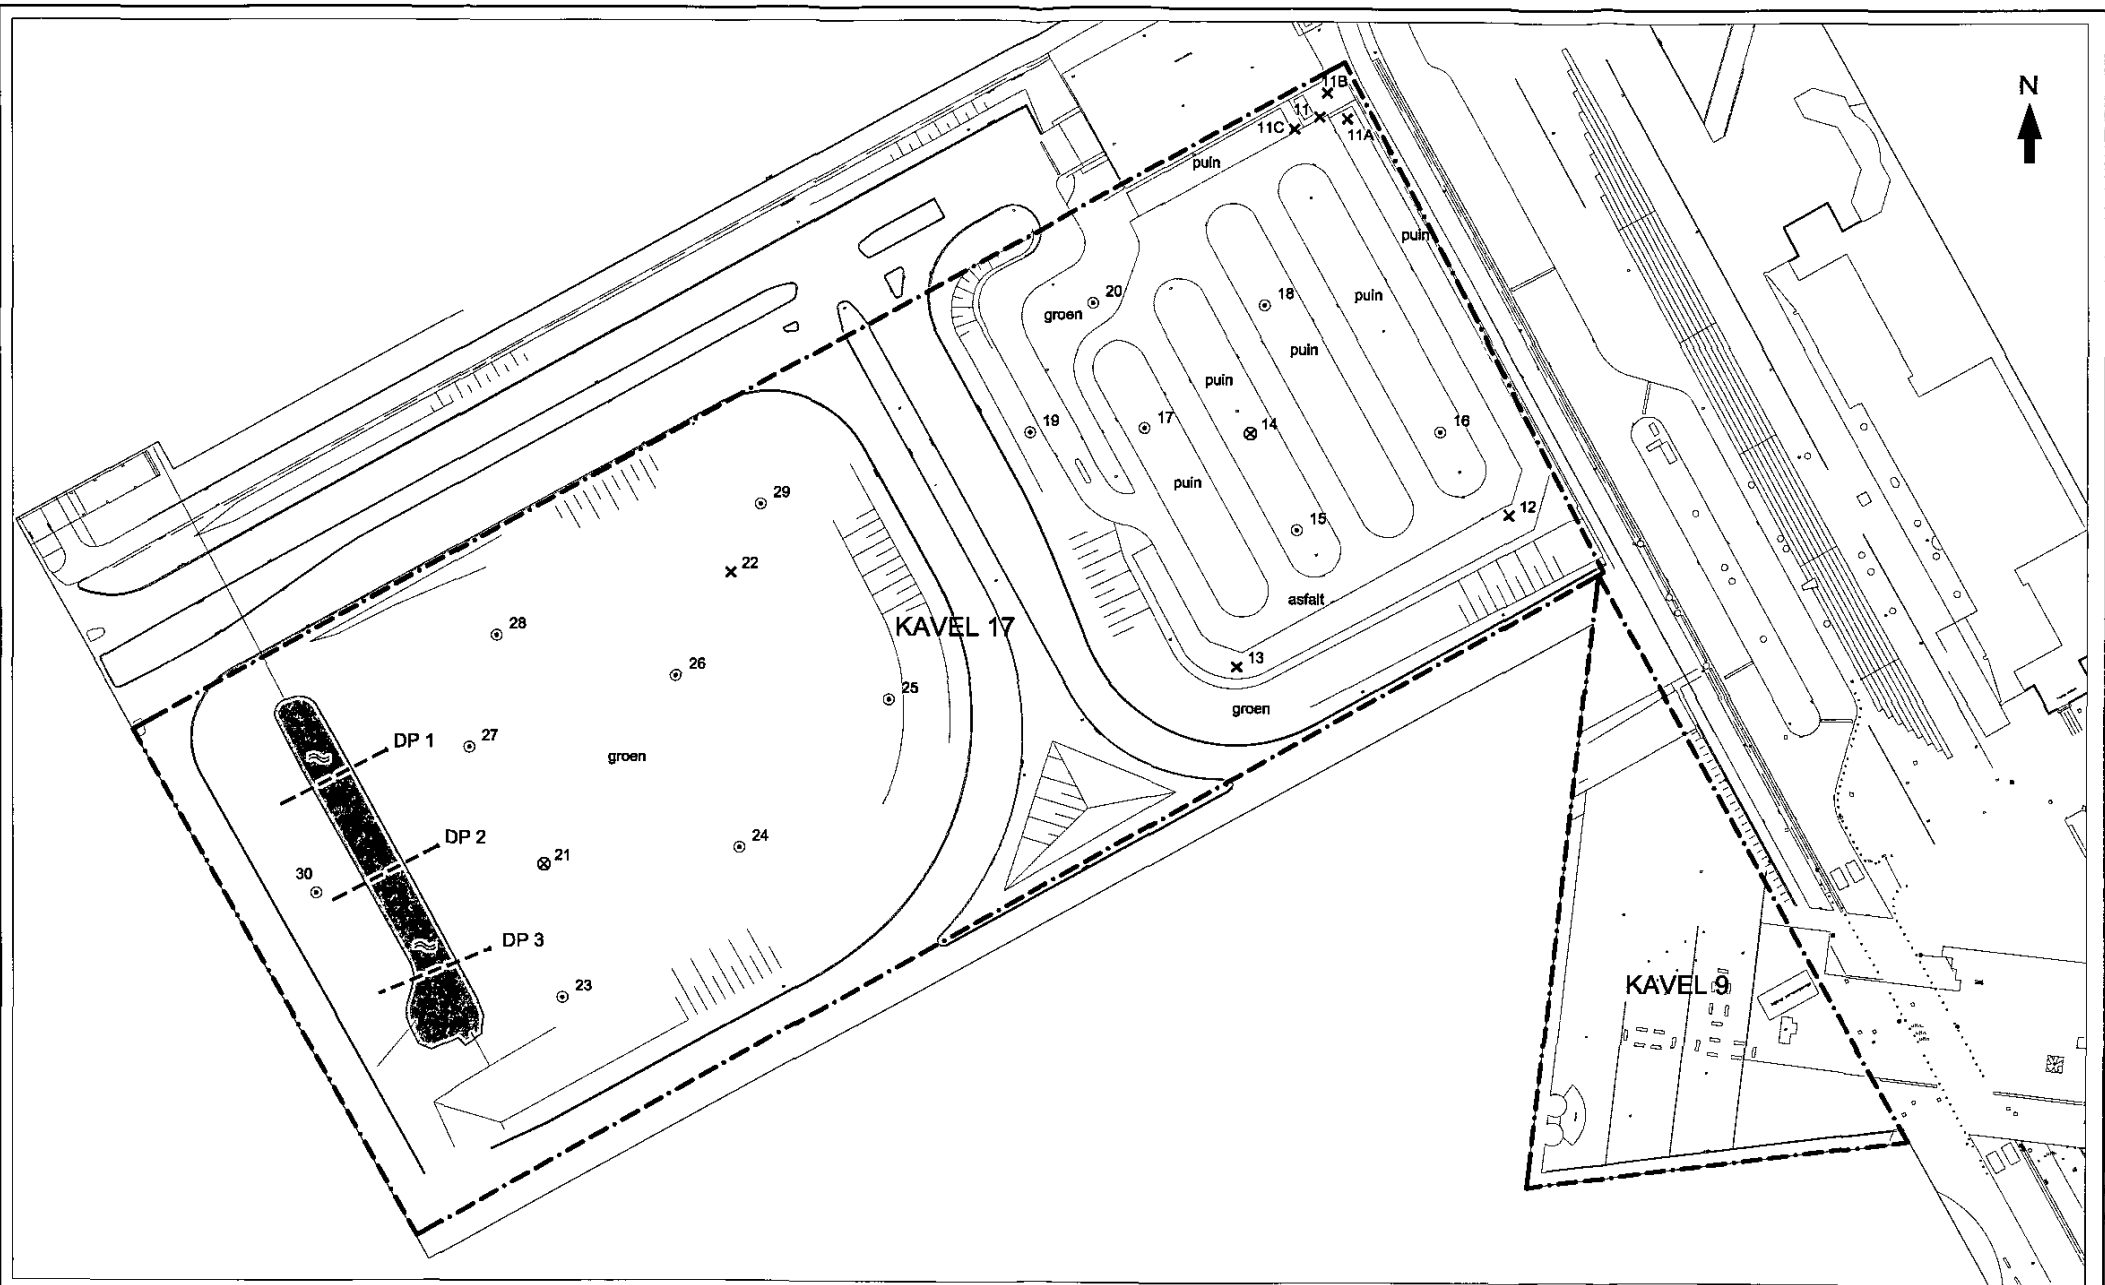 N
11B
11
11C
11A
puin
puin
20
18
puin
groen
puin
puin
19
17
14
16
puin
29
15
12
22
asfalt
28
KAVEL 17
26
13
25
groen
27
DP 1
groen
24
DP 2
21
30
DP 3
23
KAVEL 9